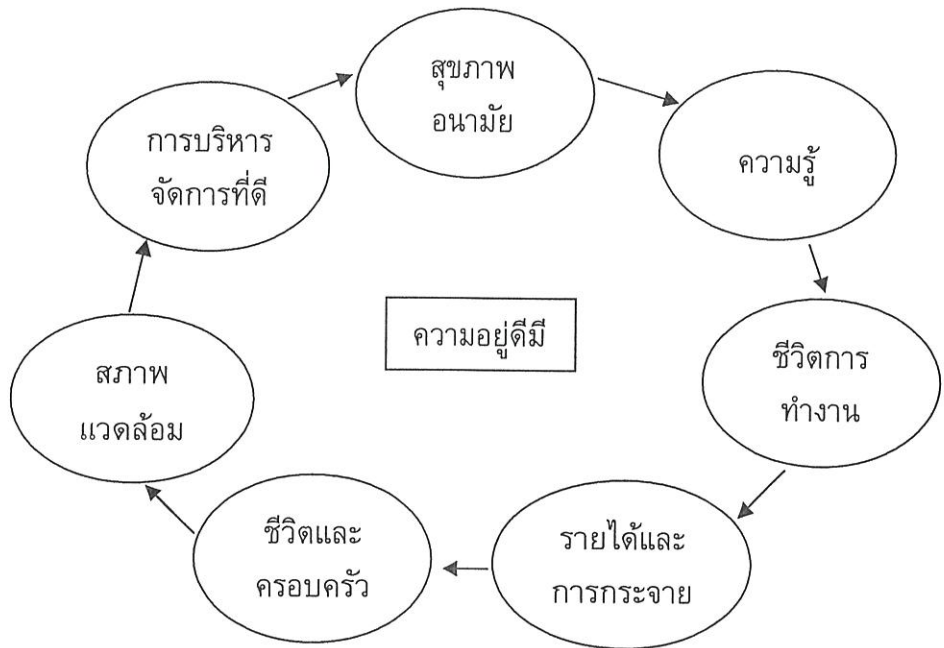 สุขภาพ
อนามัย
ความรู้
ชีวิตการ
ทำงาน
รายได้และ
การกระจาย
ชีวิตและ
ครอบครัว
สภาพ
แวดล้อม
การบริหาร
จัดการที่ดี
ความอยู่ดีมี